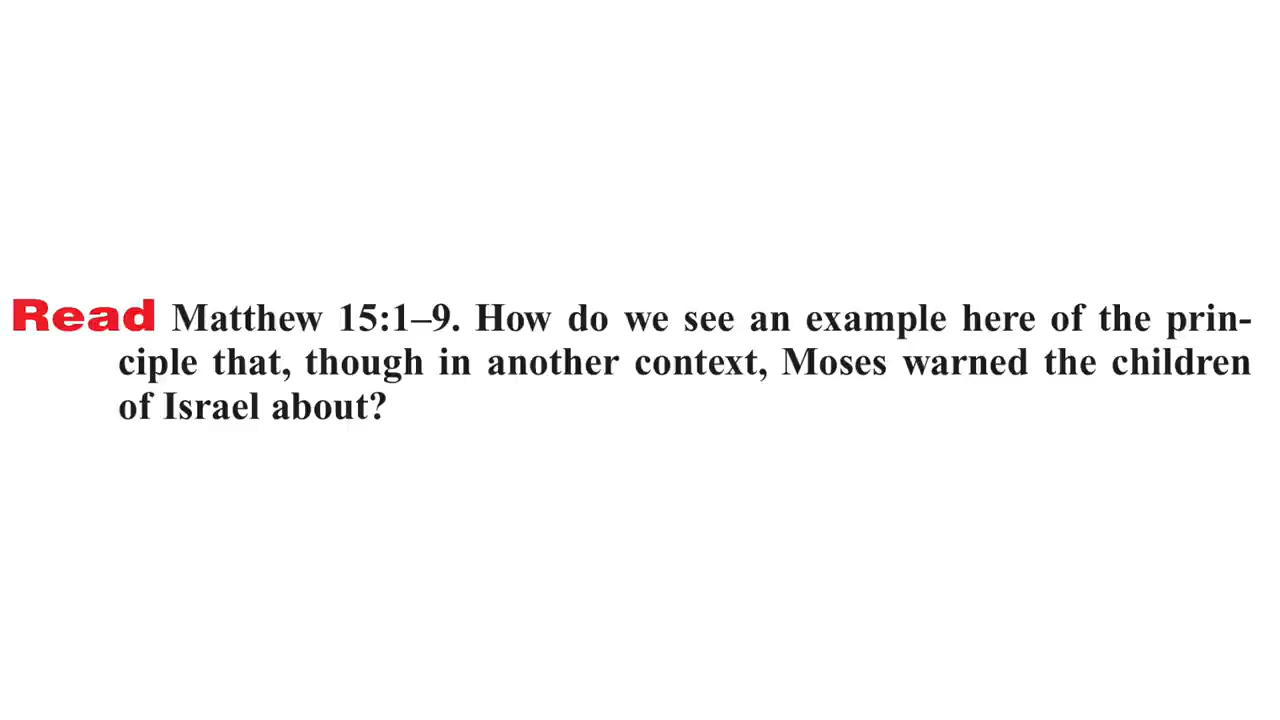 Read Matthew 15:1–9. How do we see an example here of the prin-
ciple that, though in another context, Moses warned the children
of Israel about?